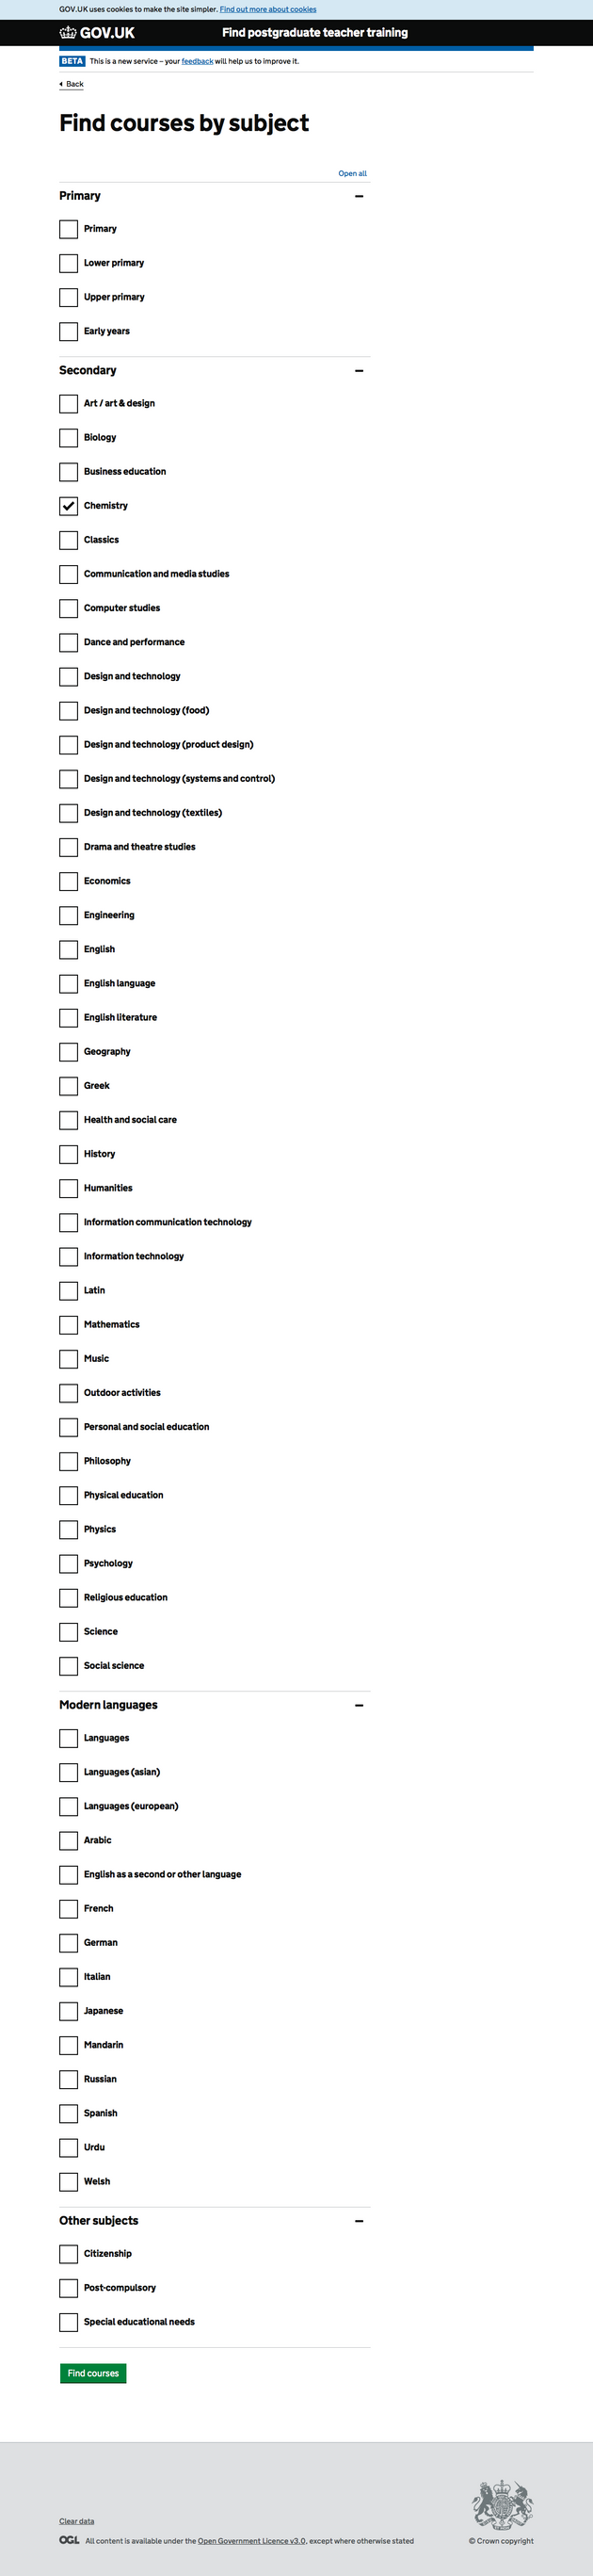 GOV.UK uses cookies to make the site simpler. Find out more about cookies
GOV.UK Find postgraduate teacher training
BETA This is a new service – your feedback will help us to improve it.
Back
Find courses by subject
Open all
Primary
Primary
Lower primary
Upper primary
Early years
Secondary
Art / art & design
Biology
Business education
Chemistry
Classics
Communication and media studies
Computer studies
Dance and performance
Design and technology
Design and technology (food)
Design and technology (product design)
Design and technology (systems and control)
Design and technology (textiles)
Drama and theatre studies
Economics
Engineering
English
English language
English literature
Geography
Greek
Health and social care
History
Humanities
Information communication technology
Information technology
Latin
Mathematics
Music
Outdoor activities
Personal and social education
Philosophy
Physical education
Physics
Psychology
Religious education
Science
Social science
Modern languages
Languages
Languages (asian)
Languages (european)
Arabic
English as a second or other language
French
German
Italian
Japanese
Mandarin
Russian
Spanish
Urdu
Welsh
Other subjects
Citizenship
Post-compulsory
Special educational needs
Find courses
Clear data
OGL All content is available under the Open Government Licence v3.0, except where otherwise stated
© Crown copyright